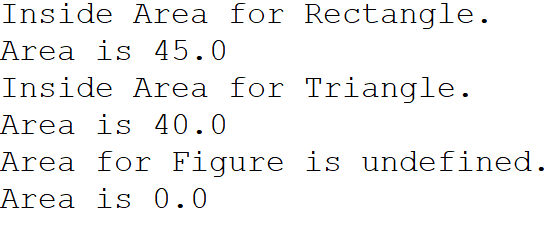 Inside Area for Rectangle.
Area is 45.0
Inside Area for Triangle.
Area is 40.0
Area for Figure is undefined.
Area is 0.0